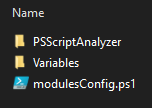 Name
PSScriptAnalyzer
Variables
modulesConfig.ps1